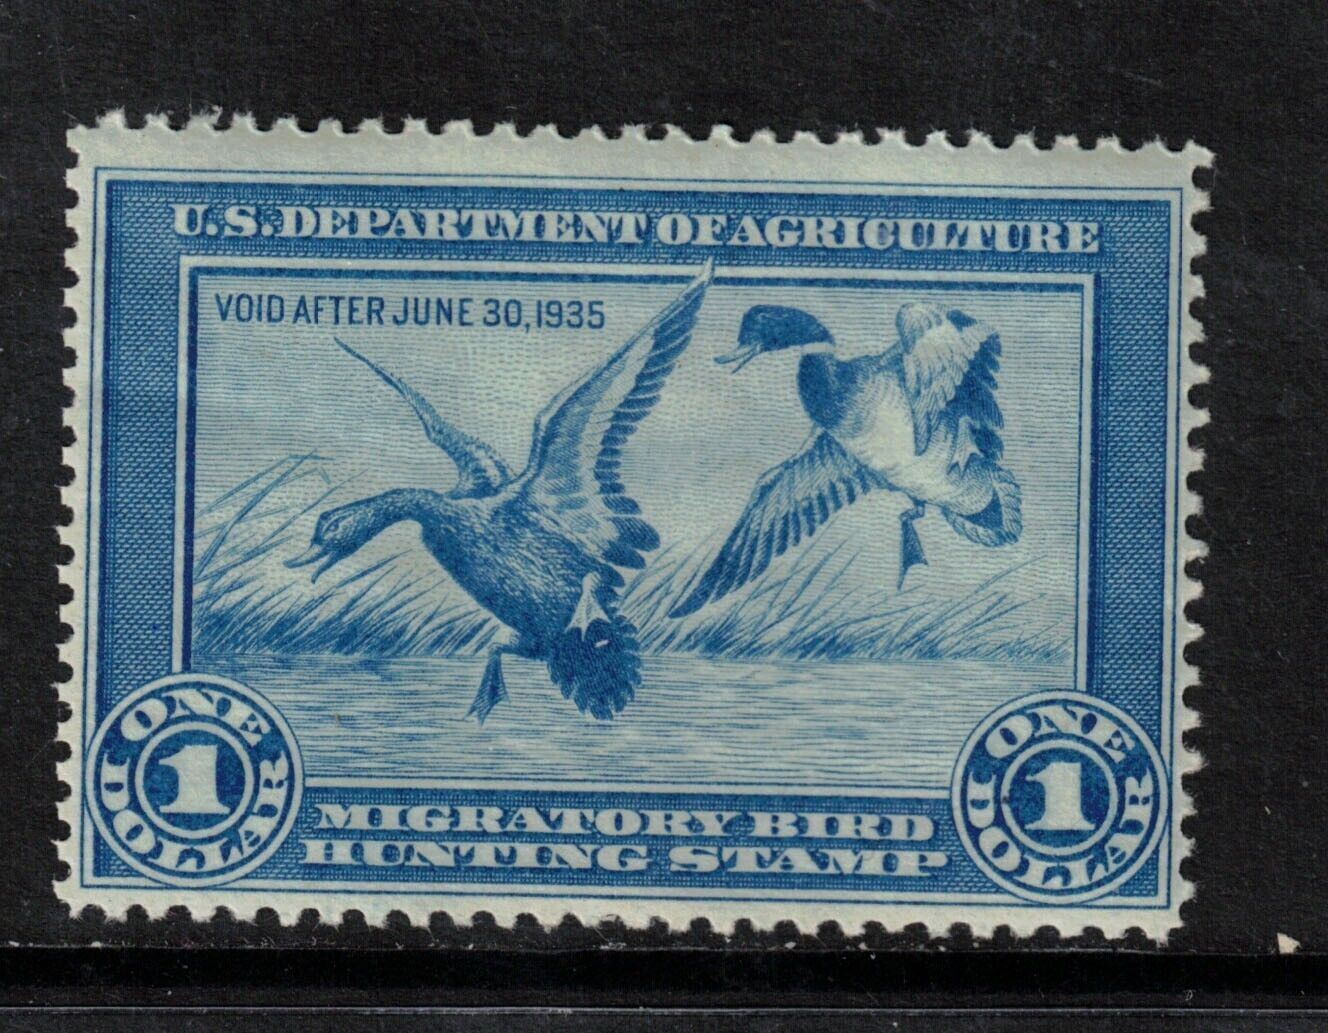 U.S. DEPARTMENT OF AGRICULTURE
VOID AFTER JUNE 30, 1935
ONE
1
DOLLAR
ONE
1
DOLLAR
MIGRATORY BIRD
HUNTING STAMP